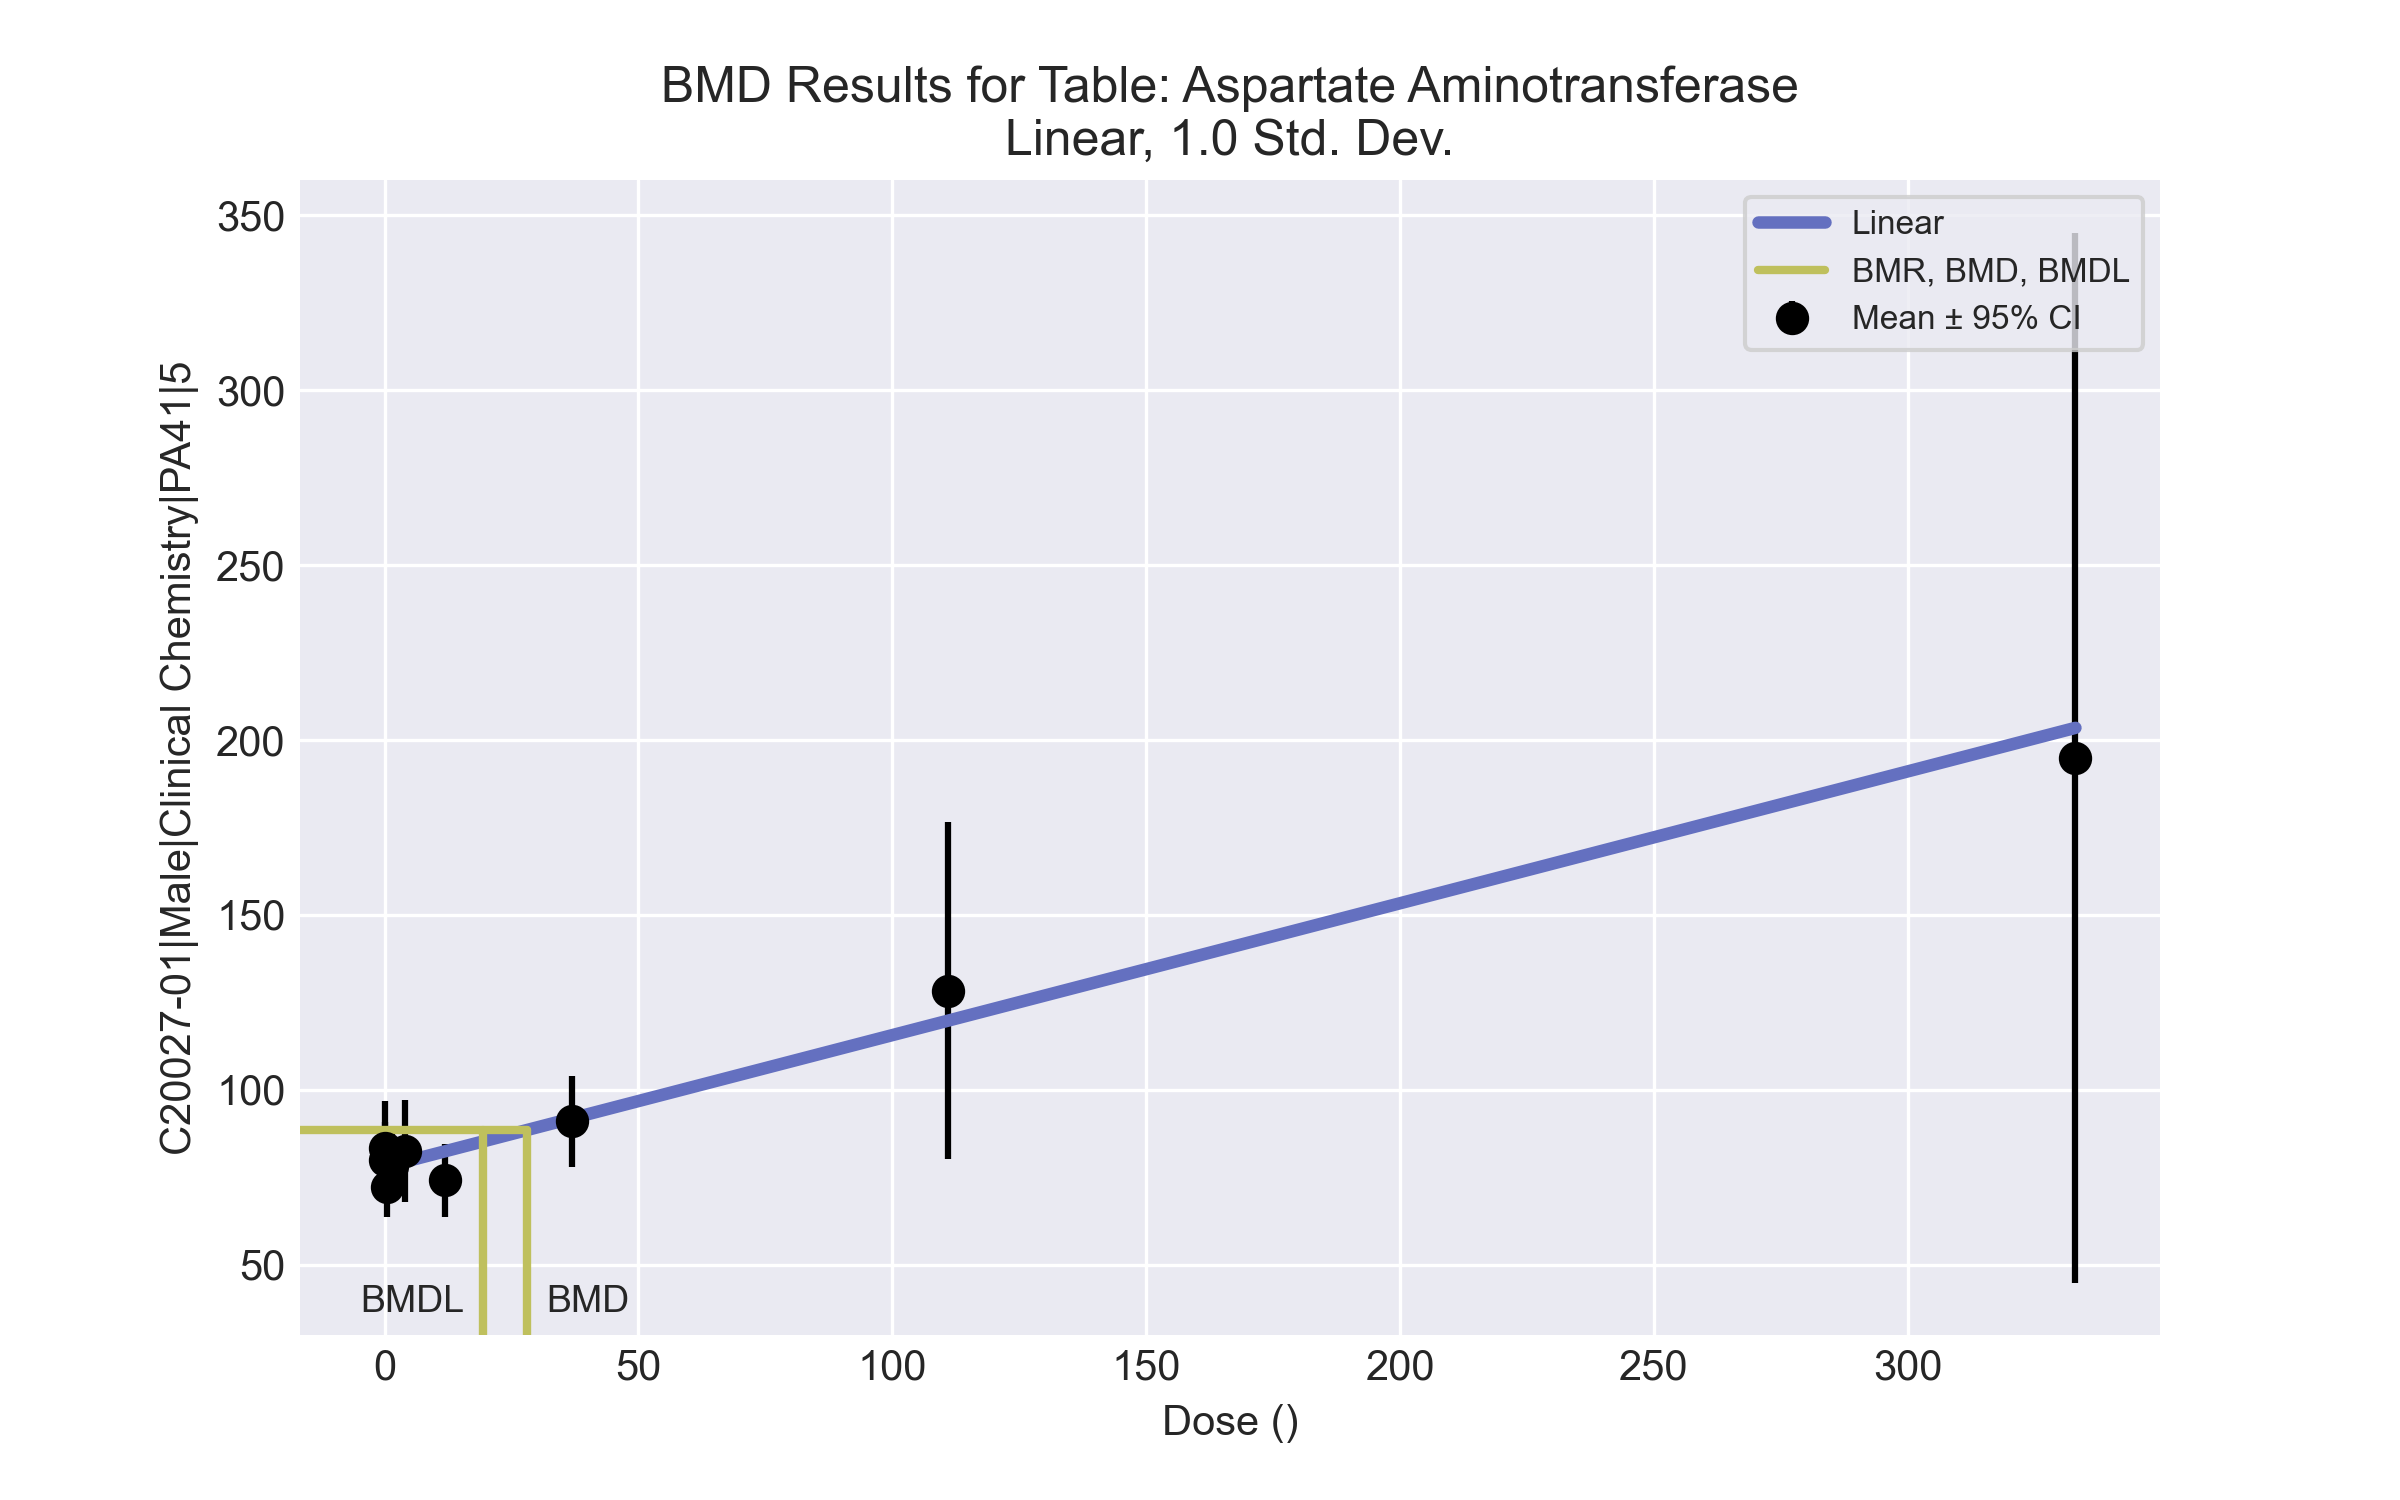 BMD Results for Table: Aspartate Aminotransferase
Linear, 1.0 Std. Dev.
C20027-01|Male|Clinical Chemistry|PA41|5
350
300
250
200
150
100
50
Linear
BMR, BMD, BMDL
Mean ± 95% CI
BMDL
BMD
0
50
100
150
200
250
300
Dose ()